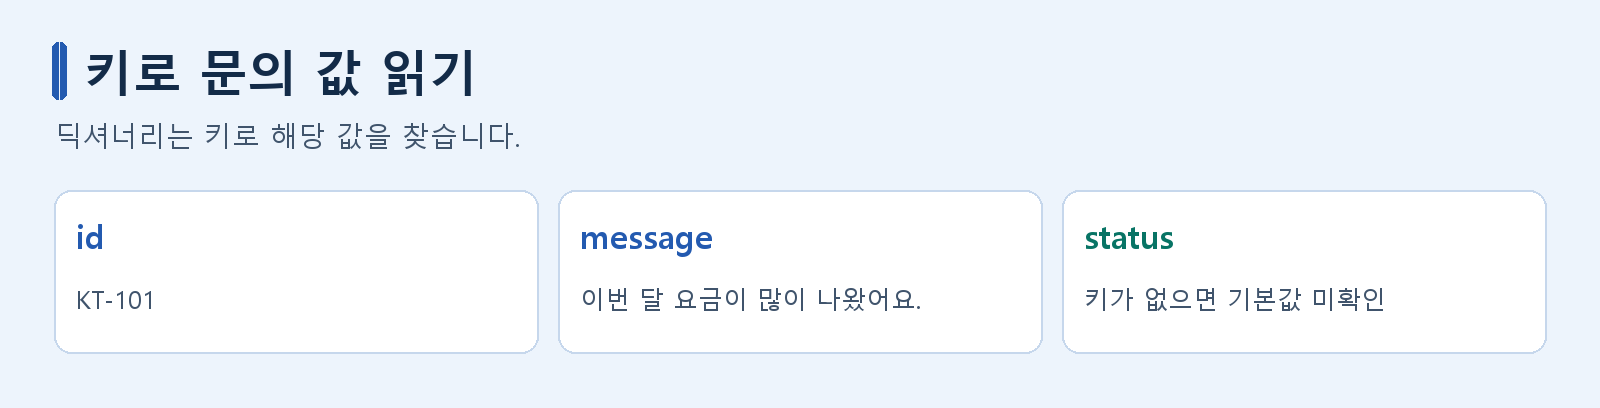 키로 문의 값 읽기
딕셔너리는 키로 해당 값을 찾습니다.
id
KT-101
message
이번 달 요금이 많이 나왔어요.
status
키가 없으면 기본값 미확인